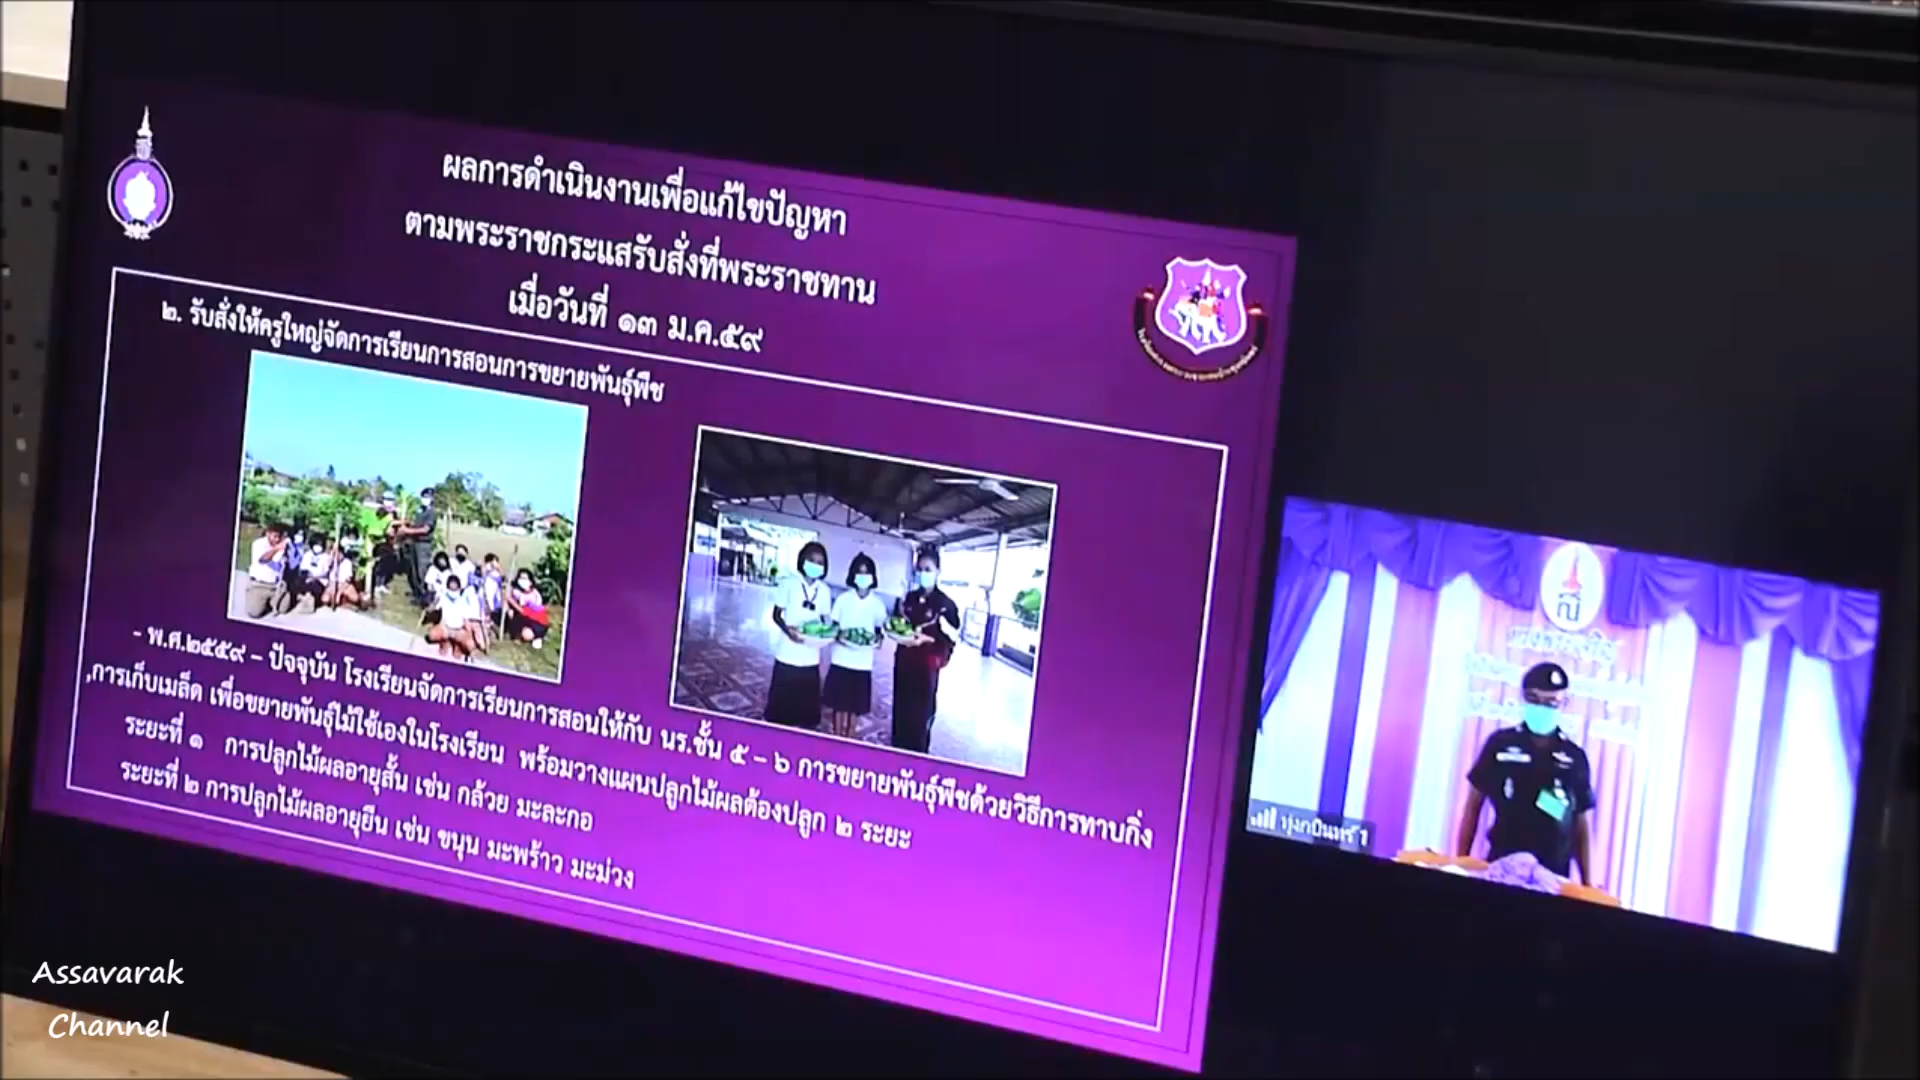 ผลการดำเนินงานเพื่อแก้ไขปัญหา
ตามพระราชกระแสรับสั่งที่พระราชทาน
เมื่อวันที่ ๑๓ ม.ค.๕๙
๒. รับสั่งให้ครูใหญ่จัดการเรียนการสอนการขยายพันธุ์พืช
- พ.ศ.๒๕๕๙ – ปัจจุบัน โรงเรียนจัดการเรียนการสอนให้กับ นร.ชั้น ๕ – ๖ การขยายพันธุ์พืชด้วยวิธีการทาบกิ่ง
,การเก็บเมล็ด เพื่อขยายพันธุ์ไม้ใช้เองในโรงเรียน พร้อมวางแผนปลูกไม้ผลต้องปลูก ๒ ระยะ
ระยะที่ ๑ การปลูกไม้ผลอายุสั้น เช่น กล้วย มะละกอ
ระยะที่ ๒ การปลูกไม้ผลอายุยืน เช่น ขนุน มะพร้าว มะม่วง
Assavarak
Channel